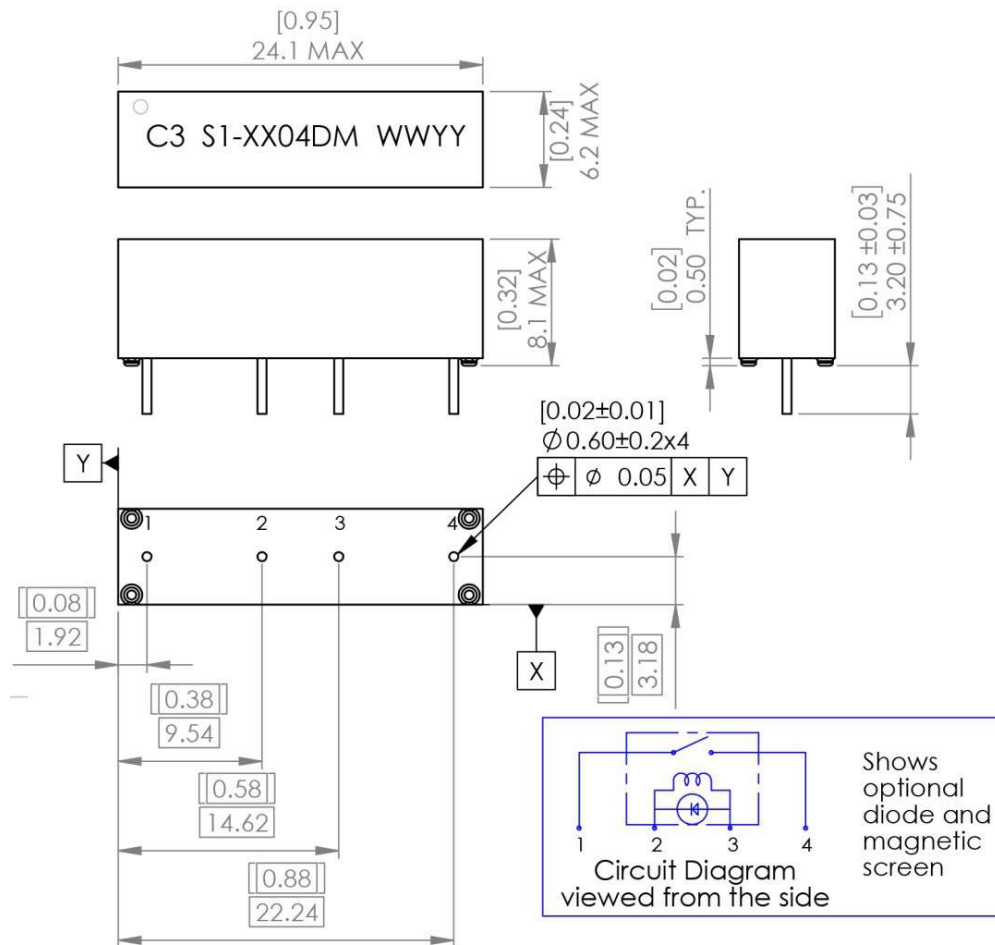 [0.95]
24.1 MAX
C3 S1-XX04DM WWYY
[0.24]
6.2 MAX
[0.32]
8.1 MAX
[0.02]
0.50 TYP.
[0.13 ±0.03]
3.20 ±0.75
[0.02±0.01]
Ø0.60±0.2x4
⌖ Ø 0.05 X Y
Y
1 2 3 4
X
[0.08]
1.92
[0.13]
3.18
[0.38]
9.54
[0.58]
14.62
[0.88]
22.24
1 2 3 4
Circuit Diagram
viewed from the side
Shows
optional
diode and
magnetic
screen